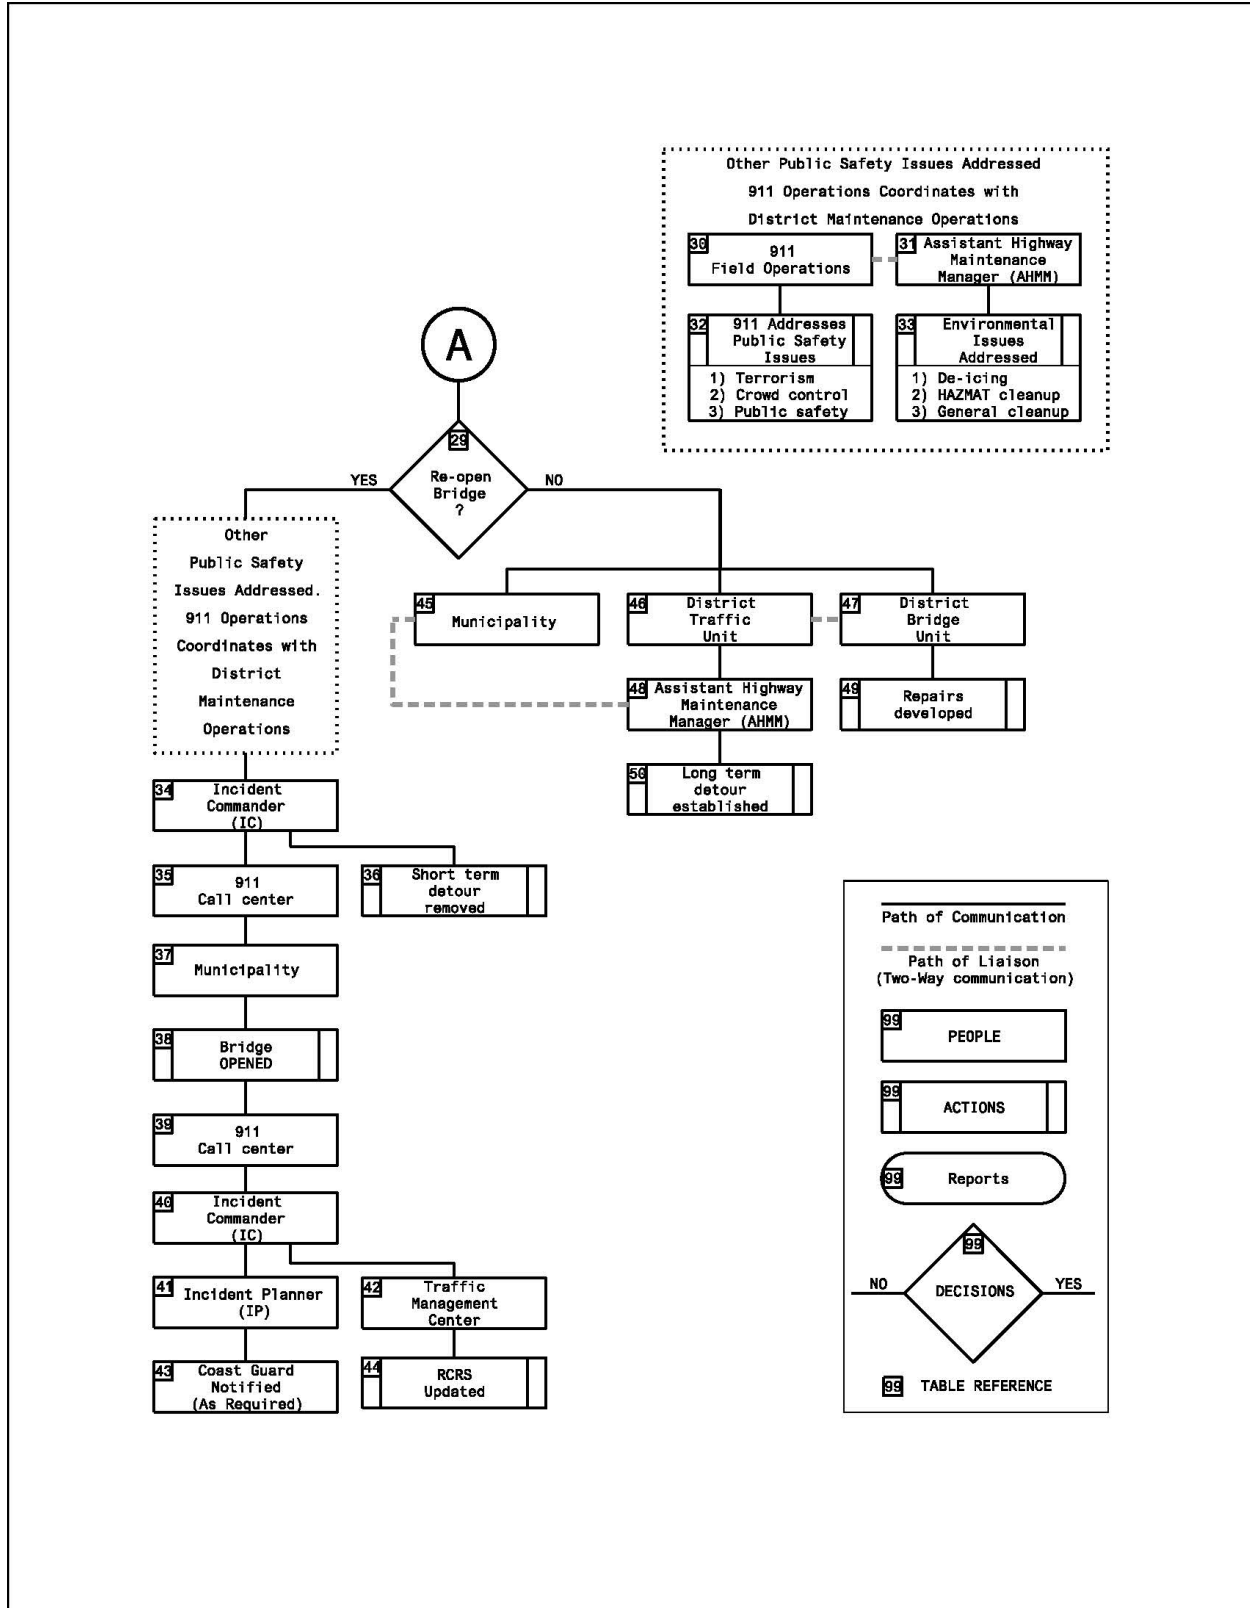 Other Public Safety Issues Addressed
911 Operations Coordinates with
District Maintenance Operations
30
911
Field Operations
31
Assistant Highway
Maintenance
Manager (AHMM)
32
911 Addresses
Public Safety
Issues
1) Terrorism
2) Crowd control
3) Public safety
33
Environmental
Issues
Addressed
1) De-icing
2) HAZMAT cleanup
3) General cleanup
A
29
Re-open
Bridge
?
YES
NO
Other
Public Safety
Issues Addressed.
911 Operations
Coordinates with
District
Maintenance
Operations
45
Municipality
46
District
Traffic
Unit
47
District
Bridge
Unit
48
Assistant Highway
Maintenance
Manager (AHMM)
49
Repairs
developed
50
Long term
detour
established
34
Incident
Commander
(IC)
35
911
Call center
36
Short term
detour
removed
37
Municipality
38
Bridge
OPENED
39
911
Call center
40
Incident
Commander
(IC)
41
Incident Planner
(IP)
42
Traffic
Management
Center
43
Coast Guard
Notified
(As Required)
44
RCRS
Updated
Path of Communication
Path of Liaison
(Two-Way communication)
99
PEOPLE
99
ACTIONS
99
Reports
99
DECISIONS
NO
YES
99 TABLE REFERENCE